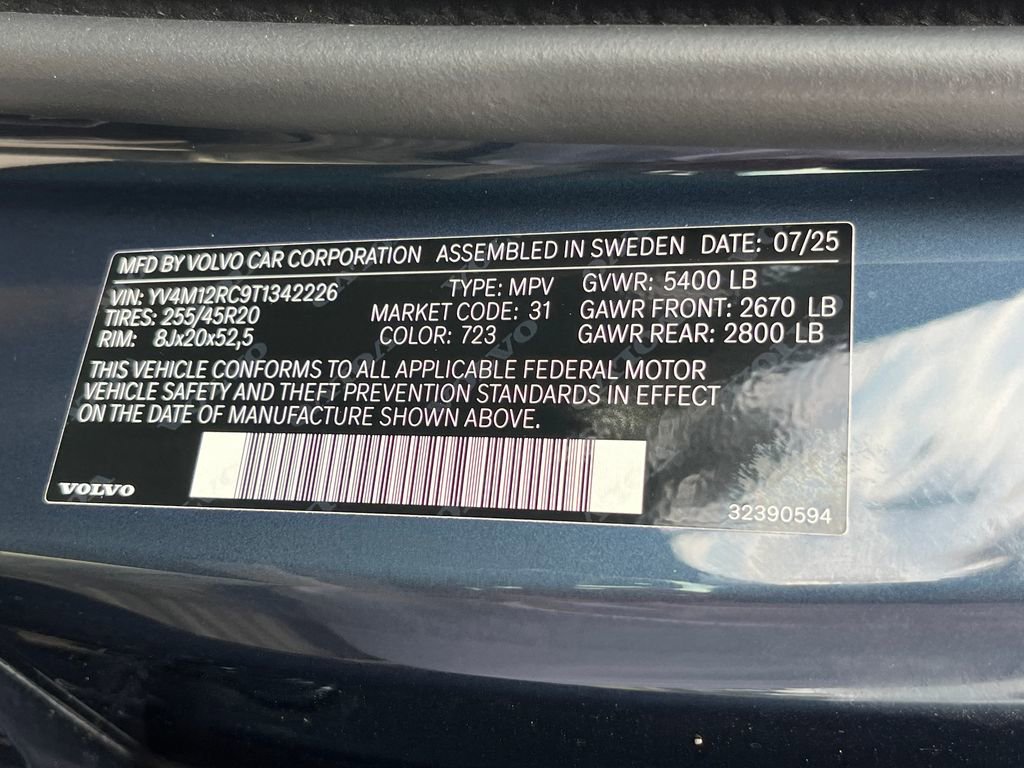 MFD BY VOLVO CAR CORPORATION ASSEMBLED IN SWEDEN DATE: 07/25
VIN: YV4M12RC9T1342226 TYPE: MPV GVWR: 5400 LB
TIRES: 255/45R20 MARKET CODE: 31 GAWR FRONT: 2670 LB
RIM: 8Jx20x52,5 COLOR: 723 GAWR REAR: 2800 LB
THIS VEHICLE CONFORMS TO ALL APPLICABLE FEDERAL MOTOR
VEHICLE SAFETY AND THEFT PREVENTION STANDARDS IN EFFECT
ON THE DATE OF MANUFACTURE SHOWN ABOVE.
VOLVO
32390594